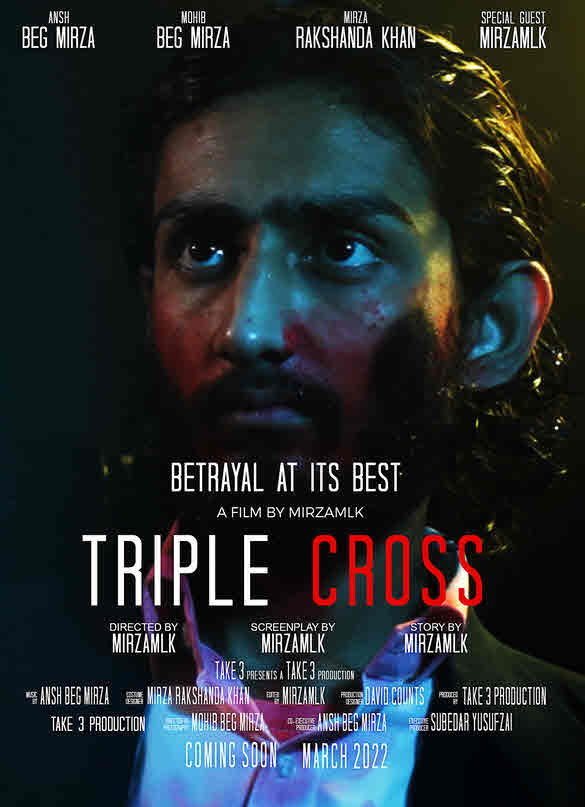 ANSH MOHIB MIRZA SPECIAL GUEST
BEG MIRZA BEG MIRZA RAKSHANDA KHAN MIRZAMLK
BETRAYAL AT ITS BEST
A FILM BY MIRZAMLK
TRIPLE CROSS
DIRECTED BY SCREENPLAY BY STORY BY
MIRZAMLK MIRZAMLK MIRZAMLK
TAKE 3 PRESENTS A TAKE 3 PRODUCTION
MUSIC BY ANSH BEG MIRZA COSTUME DESIGNER MIRZA RAKSHANDA KHAN EDITED BY MIRZAMLK PRODUCTION DESIGNER DAVID COUNTS PRODUCED BY TAKE 3 PRODUCTION
TAKE 3 PRODUCTION DIRECTOR OF PHOTOGRAPHY MOHIB BEG MIRZA CO-EXECUTIVE PRODUCER ANSH BEG MIRZA EXECUTIVE PRODUCER SUBEDAR YUSUFZAI
COMING SOON MARCH 2022